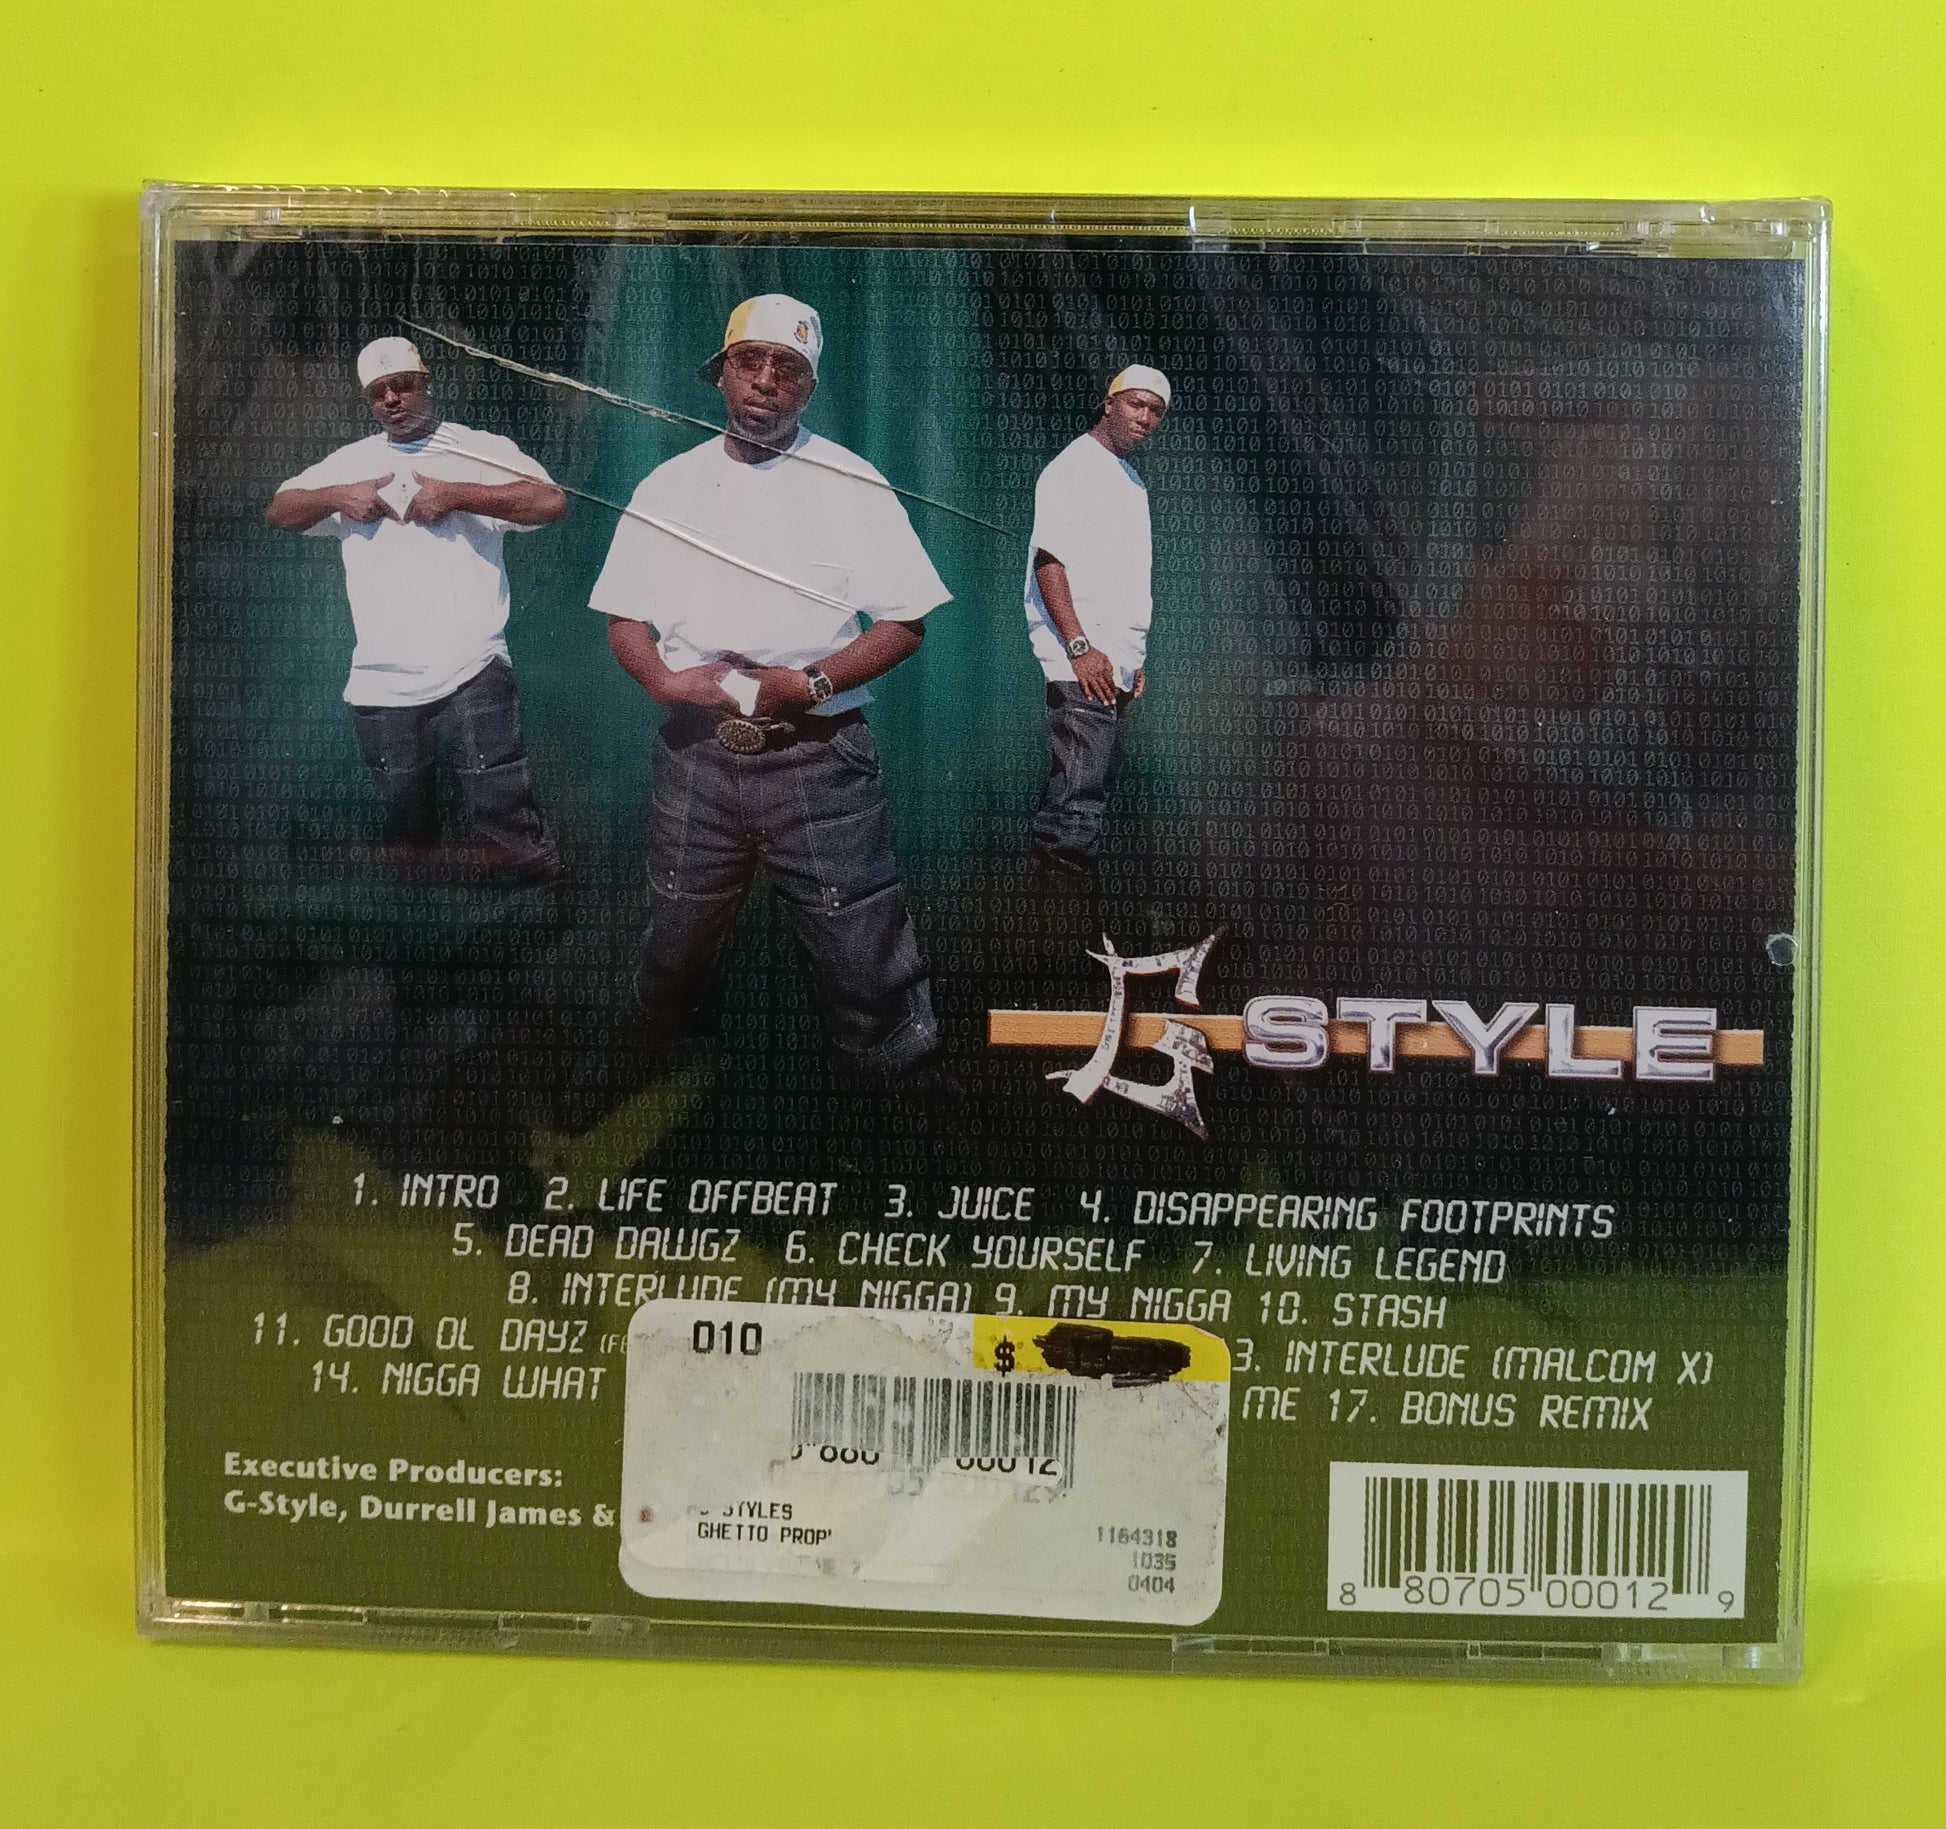 G STYLE
1. INTRO 2. LIFE OFFBEAT 3. JUICE 4. DISAPPEARING FOOTPRINTS
5. DEAD DAWGZ 6. CHECK YOURSELF 7. LIVING LEGEND
8. INTERLUDE (MY NIGGA) 9. MY NIGGA 10. STASH
11. GOOD OL DAYZ 3. INTERLUDE (MALCOM X)
14. NIGGA WHAT ME 17. BONUS REMIX
Executive Producers:
G-Style, Durrell James &
010 $
STYLES
GHETTO PROP'
1164318
1035
0404
8 80705 00012 9